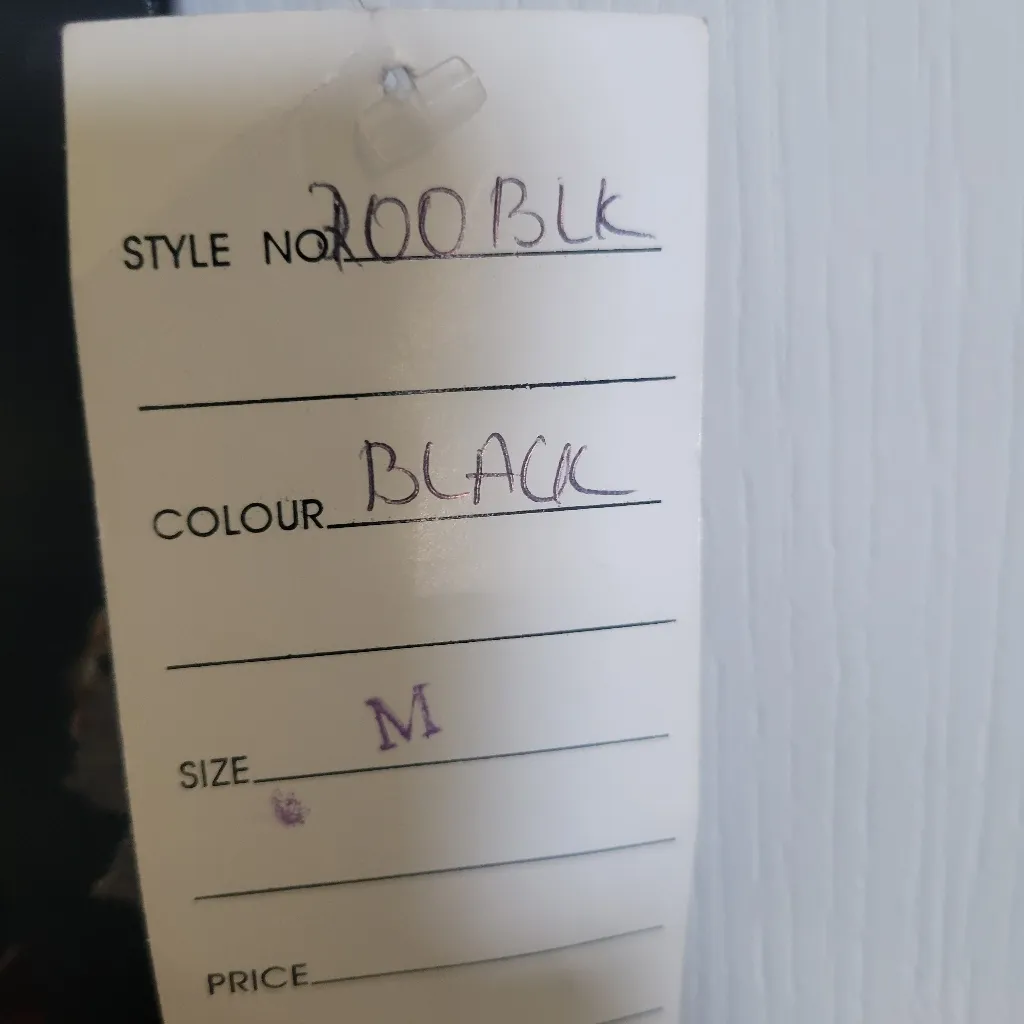 STYLE NO. 200 BLK
COLOUR BLACK
SIZE M
PRICE